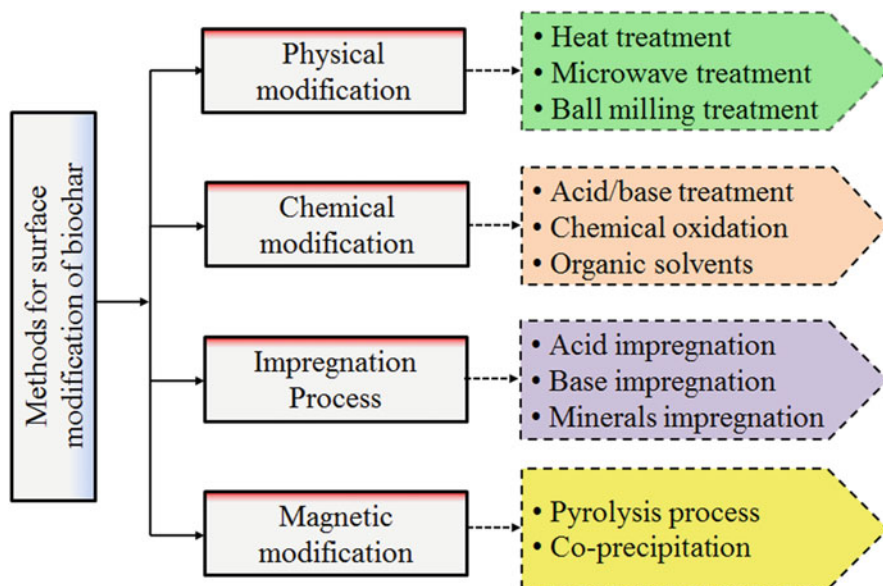 Methods for surface
modification of biochar
Physical
modification
• Heat treatment
• Microwave treatment
• Ball milling treatment
Chemical
modification
• Acid/base treatment
• Chemical oxidation
• Organic solvents
Impregnation
Process
• Acid impregnation
• Base impregnation
• Minerals impregnation
Magnetic
modification
• Pyrolysis process
• Co-precipitation